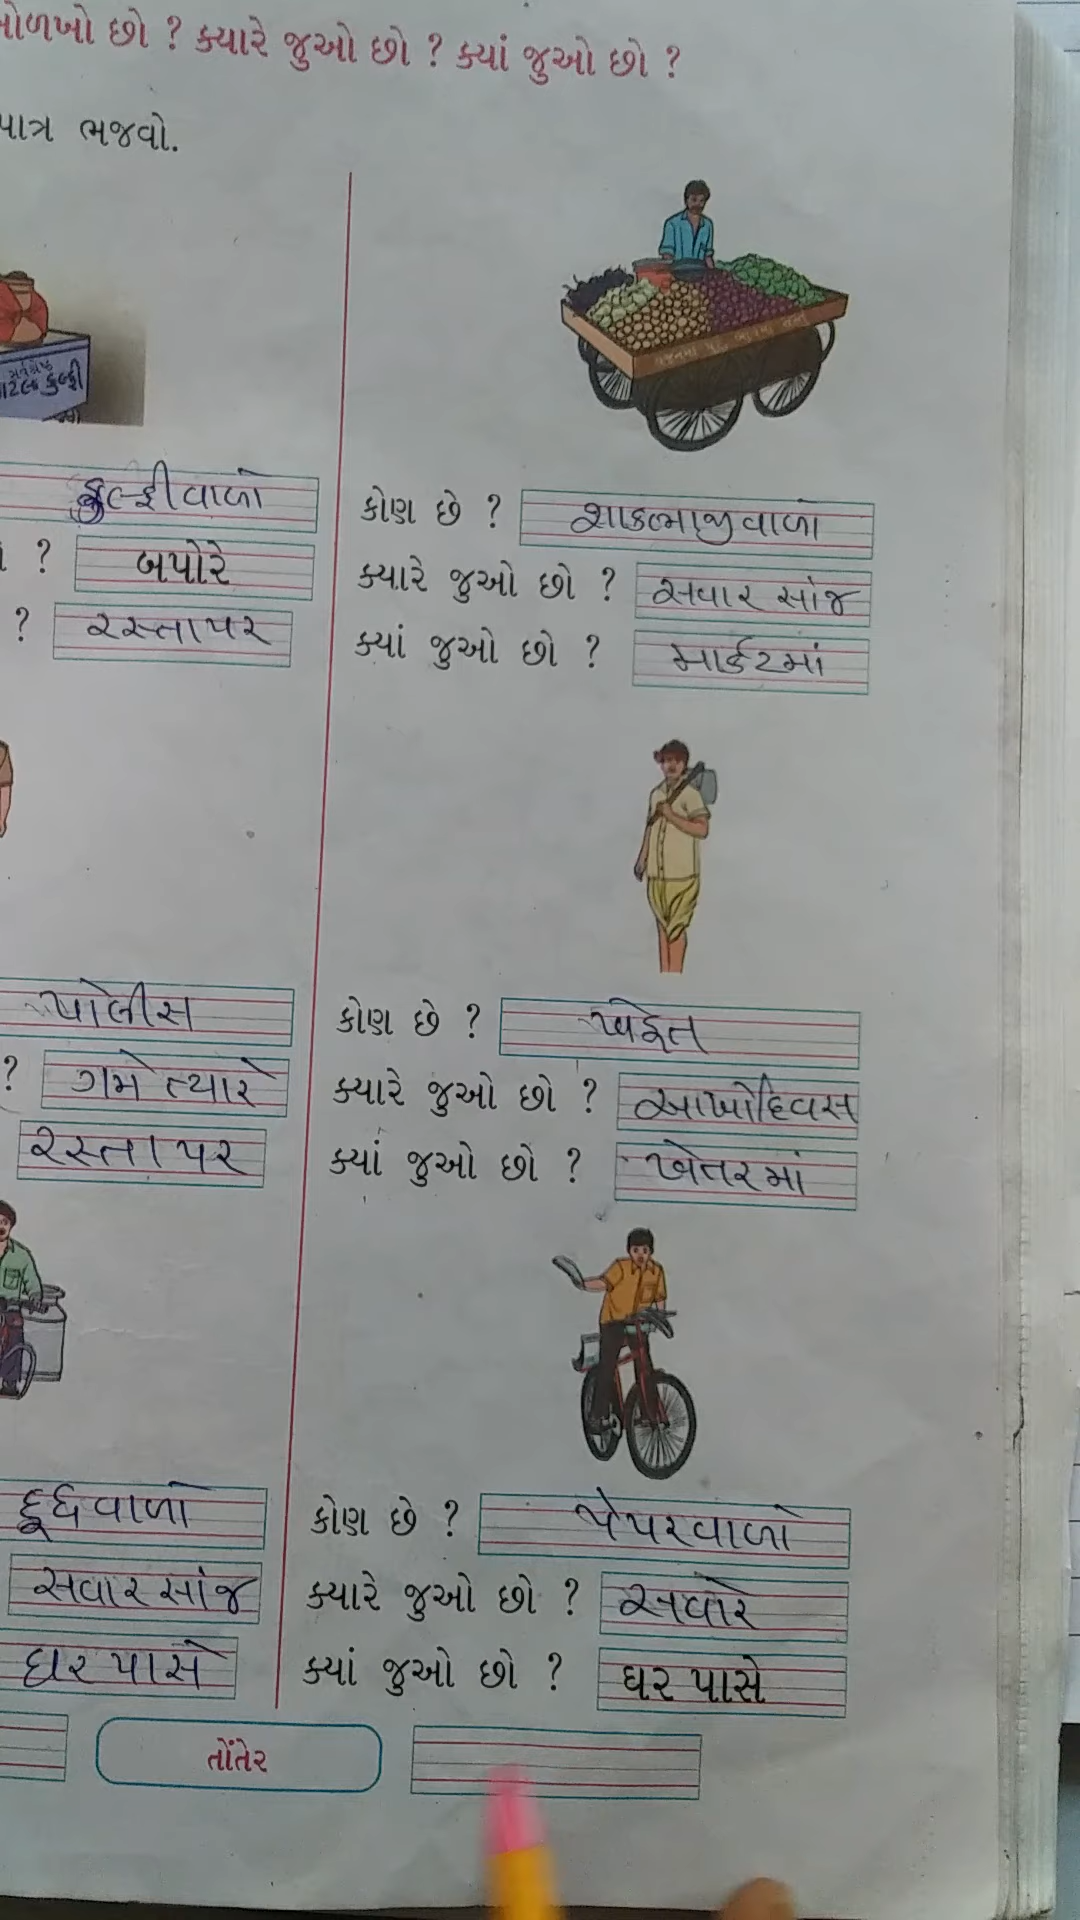 ઓળખો છો ? ક્યારે જુઓ છો ? ક્યાં જુઓ છો ?
પાત્ર ભજવો.
કુલ્ફી
કુલ્ફીવાળો
? બપોરે
? રસ્તા પર
કોણ છે ? શાકભાજીવાળો
ક્યારે જુઓ છો ? સવાર સાંજ
ક્યાં જુઓ છો ? માર્કેટમાં
પોલીસ
? ગમે ત્યારે
રસ્તા પર
કોણ છે ? ખેડૂત
ક્યારે જુઓ છો ? આખો દિવસ
ક્યાં જુઓ છો ? ખેતરમાં
દૂધવાળો
સવાર સાંજ
ઘર પાસે
કોણ છે ? પેપરવાળો
ક્યારે જુઓ છો ? સવારે
ક્યાં જુઓ છો ? ઘર પાસે
તોંતેર